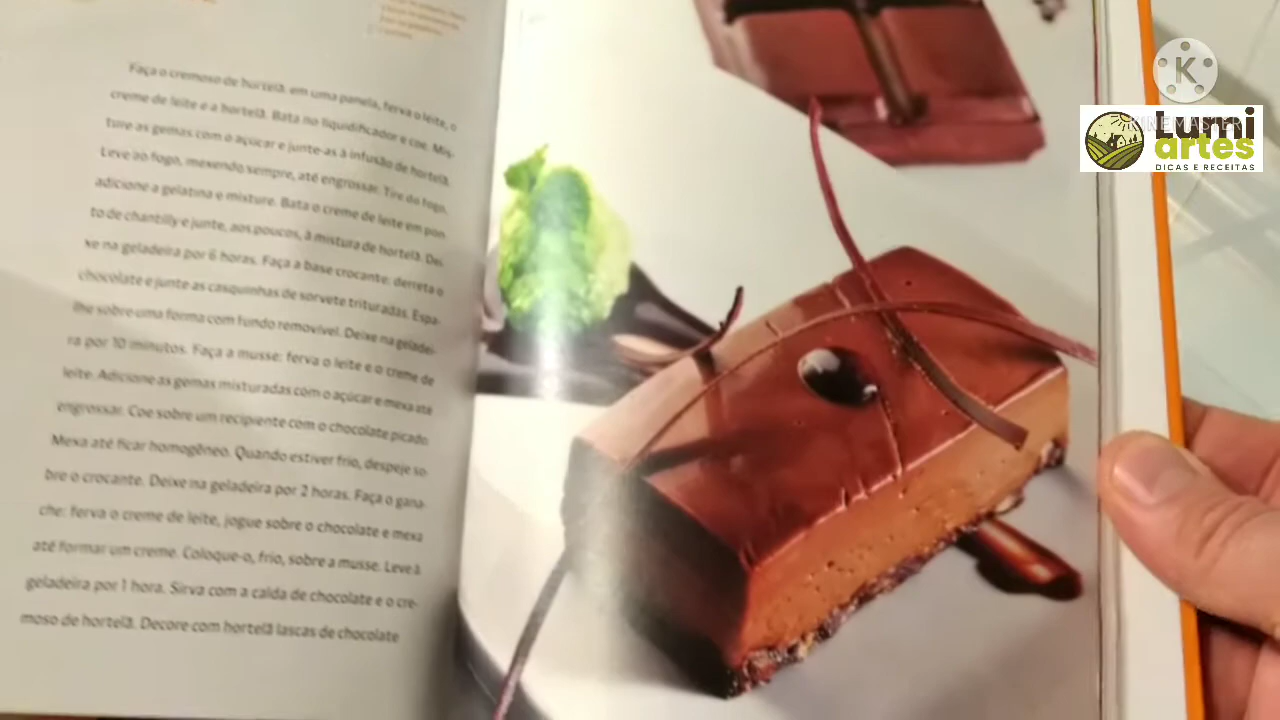 Faça o cremoso de hortelã: em uma panela, ferva o leite, o
creme de leite e a hortelã. Bata no liquidificador e coe. Mis-
ture as gemas com o açúcar e junte-as à infusão de hortelã.
Leve ao fogo, mexendo sempre, até engrossar. Tire do fogo,
adicione a gelatina e misture. Bata o creme de leite em pon-
to de chantilly e junte, aos poucos, à mistura de hortelã. Dei-
xe na geladeira por 6 horas. Faça a base crocante: derreta o
chocolate e junte as casquinhas de sorvete trituradas. Espa-
lhe sobre uma forma com fundo removível. Deixe na geladei-
ra por 10 minutos. Faça a musse: ferva o leite e o creme de
leite. Adicione as gemas misturadas com o açúcar e mexa até
engrossar. Coe sobre um recipiente com o chocolate picado
Mexa até ficar homogêneo. Quando estiver frio, despeje so-
bre o crocante. Deixe na geladeira por 2 horas. Faça o gana-
che: ferva o creme de leite, jogue sobre o chocolate e mexa
até formar um creme. Coloque-o, frio, sobre a musse. Leve à
geladeira por 1 hora. Sirva com a calda de chocolate e o cre-
moso de hortelã. Decore com hortelã lascas de chocolate
K
KINEMASTER
Lumi
artes
DICAS E RECEITAS